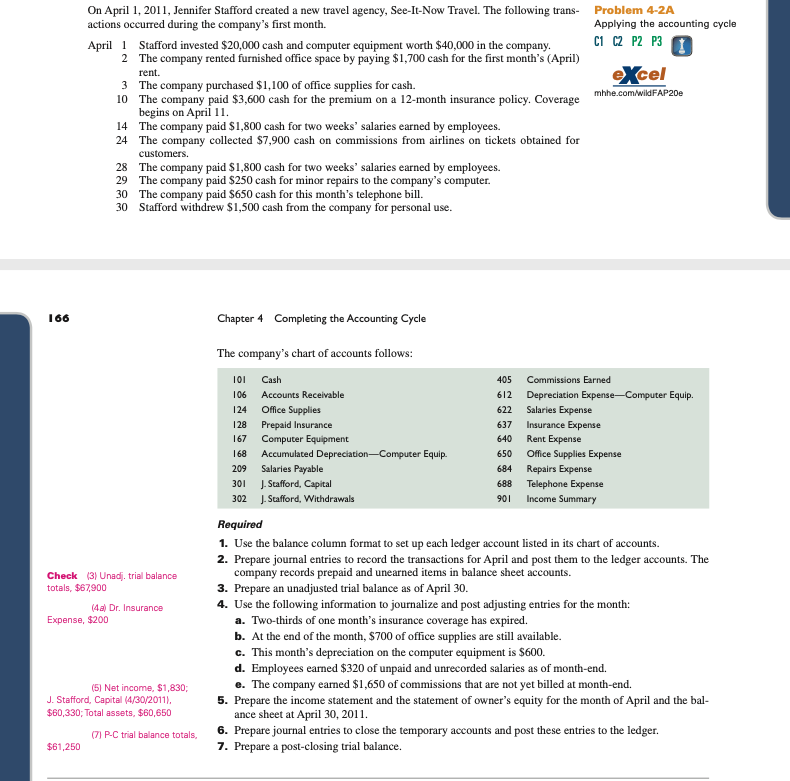 On April 1, 2011, Jennifer Stafford created a new travel agency, See-It-Now Travel. The following trans-
actions occurred during the company's first month.
April 1 Stafford invested $20,000 cash and computer equipment worth $40,000 in the company.
2 The company rented furnished office space by paying $1,700 cash for the first month's (April)
rent.
3 The company purchased $1,100 of office supplies for cash.
10 The company paid $3,600 cash for the premium on a 12-month insurance policy. Coverage
begins on April 11.
14 The company paid $1,800 cash for two weeks' salaries earned by employees.
24 The company collected $7,900 cash on commissions from airlines on tickets obtained for
customers.
28 The company paid $1,800 cash for two weeks' salaries earned by employees.
29 The company paid $250 cash for minor repairs to the company's computer.
30 The company paid $650 cash for this month's telephone bill.
30 Stafford withdrew $1,500 cash from the company for personal use.
Problem 4-2A
Applying the accounting cycle
C1 C2 P2 P3
eXcel
mhhe.com/wildFAP20e
166
Chapter 4 Completing the Accounting Cycle
The company's chart of accounts follows:
101 Cash
106 Accounts Receivable
124 Office Supplies
128 Prepaid Insurance
167 Computer Equipment
168 Accumulated Depreciation—Computer Equip.
209 Salaries Payable
301 J. Stafford, Capital
302 J. Stafford, Withdrawals
405 Commissions Earned
612 Depreciation Expense—Computer Equip.
622 Salaries Expense
637 Insurance Expense
640 Rent Expense
650 Office Supplies Expense
684 Repairs Expense
688 Telephone Expense
901 Income Summary
Required
1. Use the balance column format to set up each ledger account listed in its chart of accounts.
2. Prepare journal entries to record the transactions for April and post them to the ledger accounts. The
company records prepaid and unearned items in balance sheet accounts.
3. Prepare an unadjusted trial balance as of April 30.
4. Use the following information to journalize and post adjusting entries for the month:
a. Two-thirds of one month's insurance coverage has expired.
b. At the end of the month, $700 of office supplies are still available.
c. This month's depreciation on the computer equipment is $600.
d. Employees earned $320 of unpaid and unrecorded salaries as of month-end.
e. The company earned $1,650 of commissions that are not yet billed at month-end.
5. Prepare the income statement and the statement of owner's equity for the month of April and the bal-
ance sheet at April 30, 2011.
6. Prepare journal entries to close the temporary accounts and post these entries to the ledger.
7. Prepare a post-closing trial balance.
Check (3) Unadj. trial balance
totals, $67,900
(4a) Dr. Insurance
Expense, $200
(5) Net income, $1,830;
J. Stafford, Capital (4/30/2011),
$60,330; Total assets, $60,650
(7) P-C trial balance totals,
$61,250